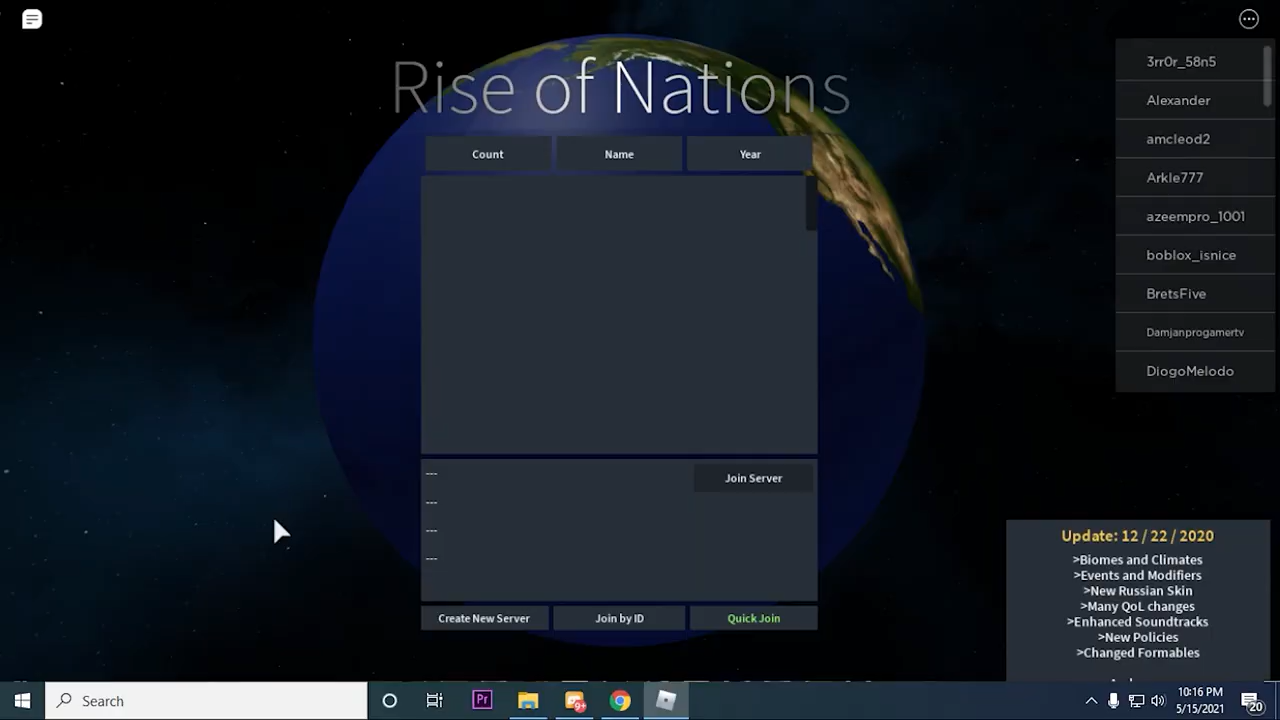 Rise of Nations
Count
Name
Year
---
---
---
---
Join Server
Create New Server
Join by ID
Quick Join
3rr0r_58n5
Alexander
amcleod2
Arkle777
azeempro_1001
boblox_isnice
BretsFive
Damjanprogamertv
DiogoMelodo
Update: 12 / 22 / 2020
>Biomes and Climates
>Events and Modifiers
>New Russian Skin
>Many QoL changes
>Enhanced Soundtracks
>New Policies
>Changed Formables
Search
Pr
9+
10:16 PM
5/15/2021
20